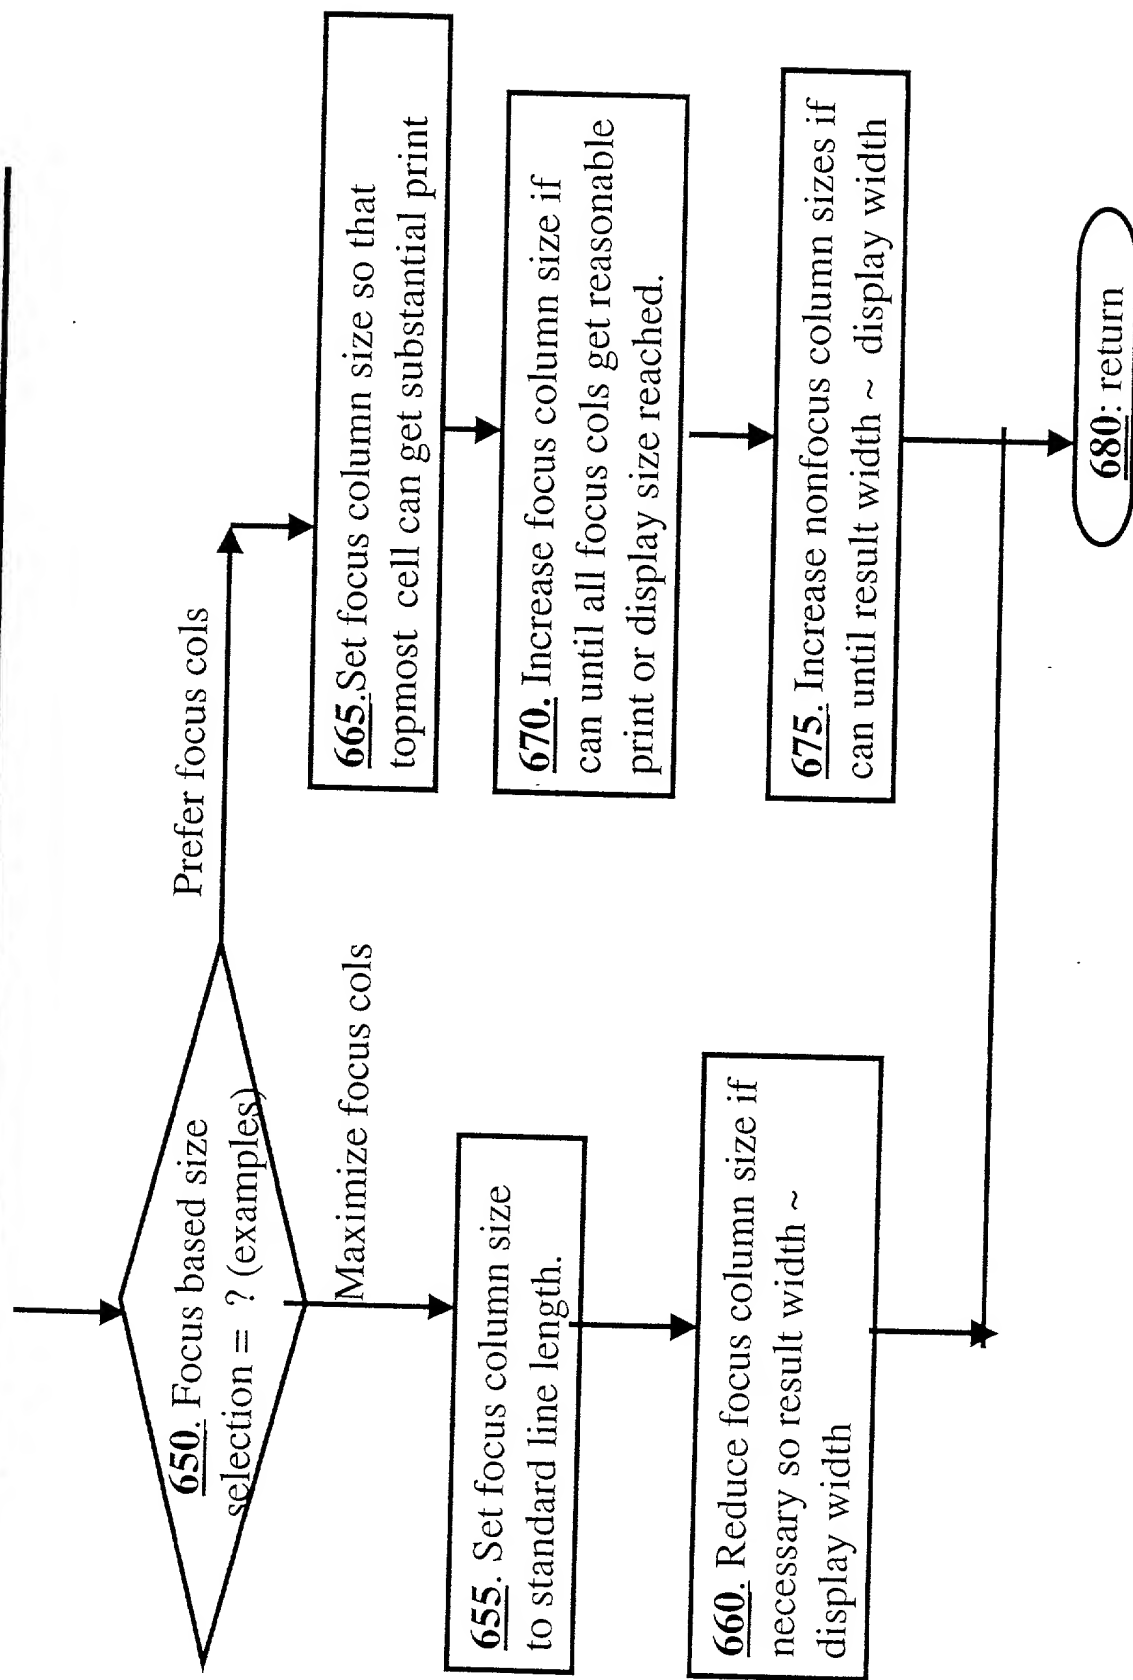 650. Focus based size
selection = ? (examples)
Prefer focus cols
Maximize focus cols
655. Set focus column size
to standard line length.
660. Reduce focus column size if
necessary so result width ~
display width
665.Set focus column size so that
topmost cell can get substantial print
670. Increase focus column size if
can until all focus cols get reasonable
print or display size reached.
675. Increase nonfocus column sizes if
can until result width ~ display width
680: return